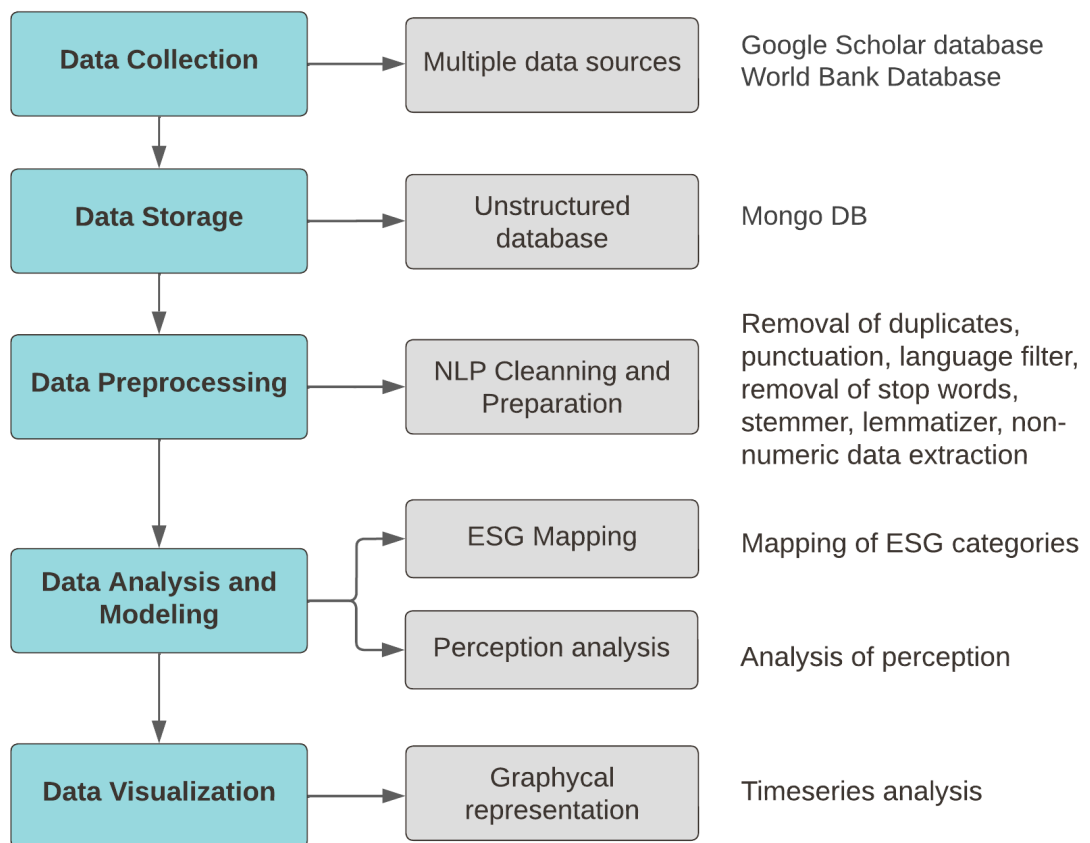 Data Collection
Multiple data sources
Google Scholar database
World Bank Database
Data Storage
Unstructured
database
Mongo DB
Data Preprocessing
NLP Cleanning and
Preparation
Removal of duplicates,
punctuation, language filter,
removal of stop words,
stemmer, lemmatizer, non-
numeric data extraction
Data Analysis and
Modeling
ESG Mapping
Mapping of ESG categories
Perception analysis
Analysis of perception
Data Visualization
Graphycal
representation
Timeseries analysis